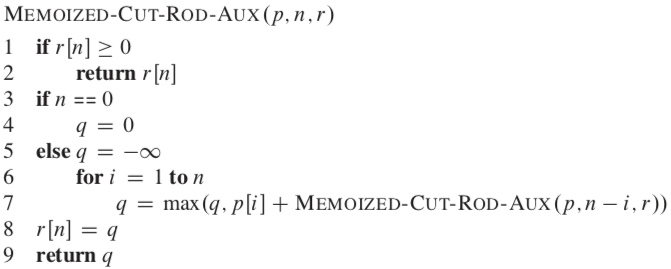 MEMOIZED-CUT-ROD-AUX(p, n, r)
1 if r[n] ≥ 0
2 return r[n]
3 if n == 0
4 q = 0
5 else q = −∞
6 for i = 1 to n
7 q = max(q, p[i] + MEMOIZED-CUT-ROD-AUX(p, n − i, r))
8 r[n] = q
9 return q